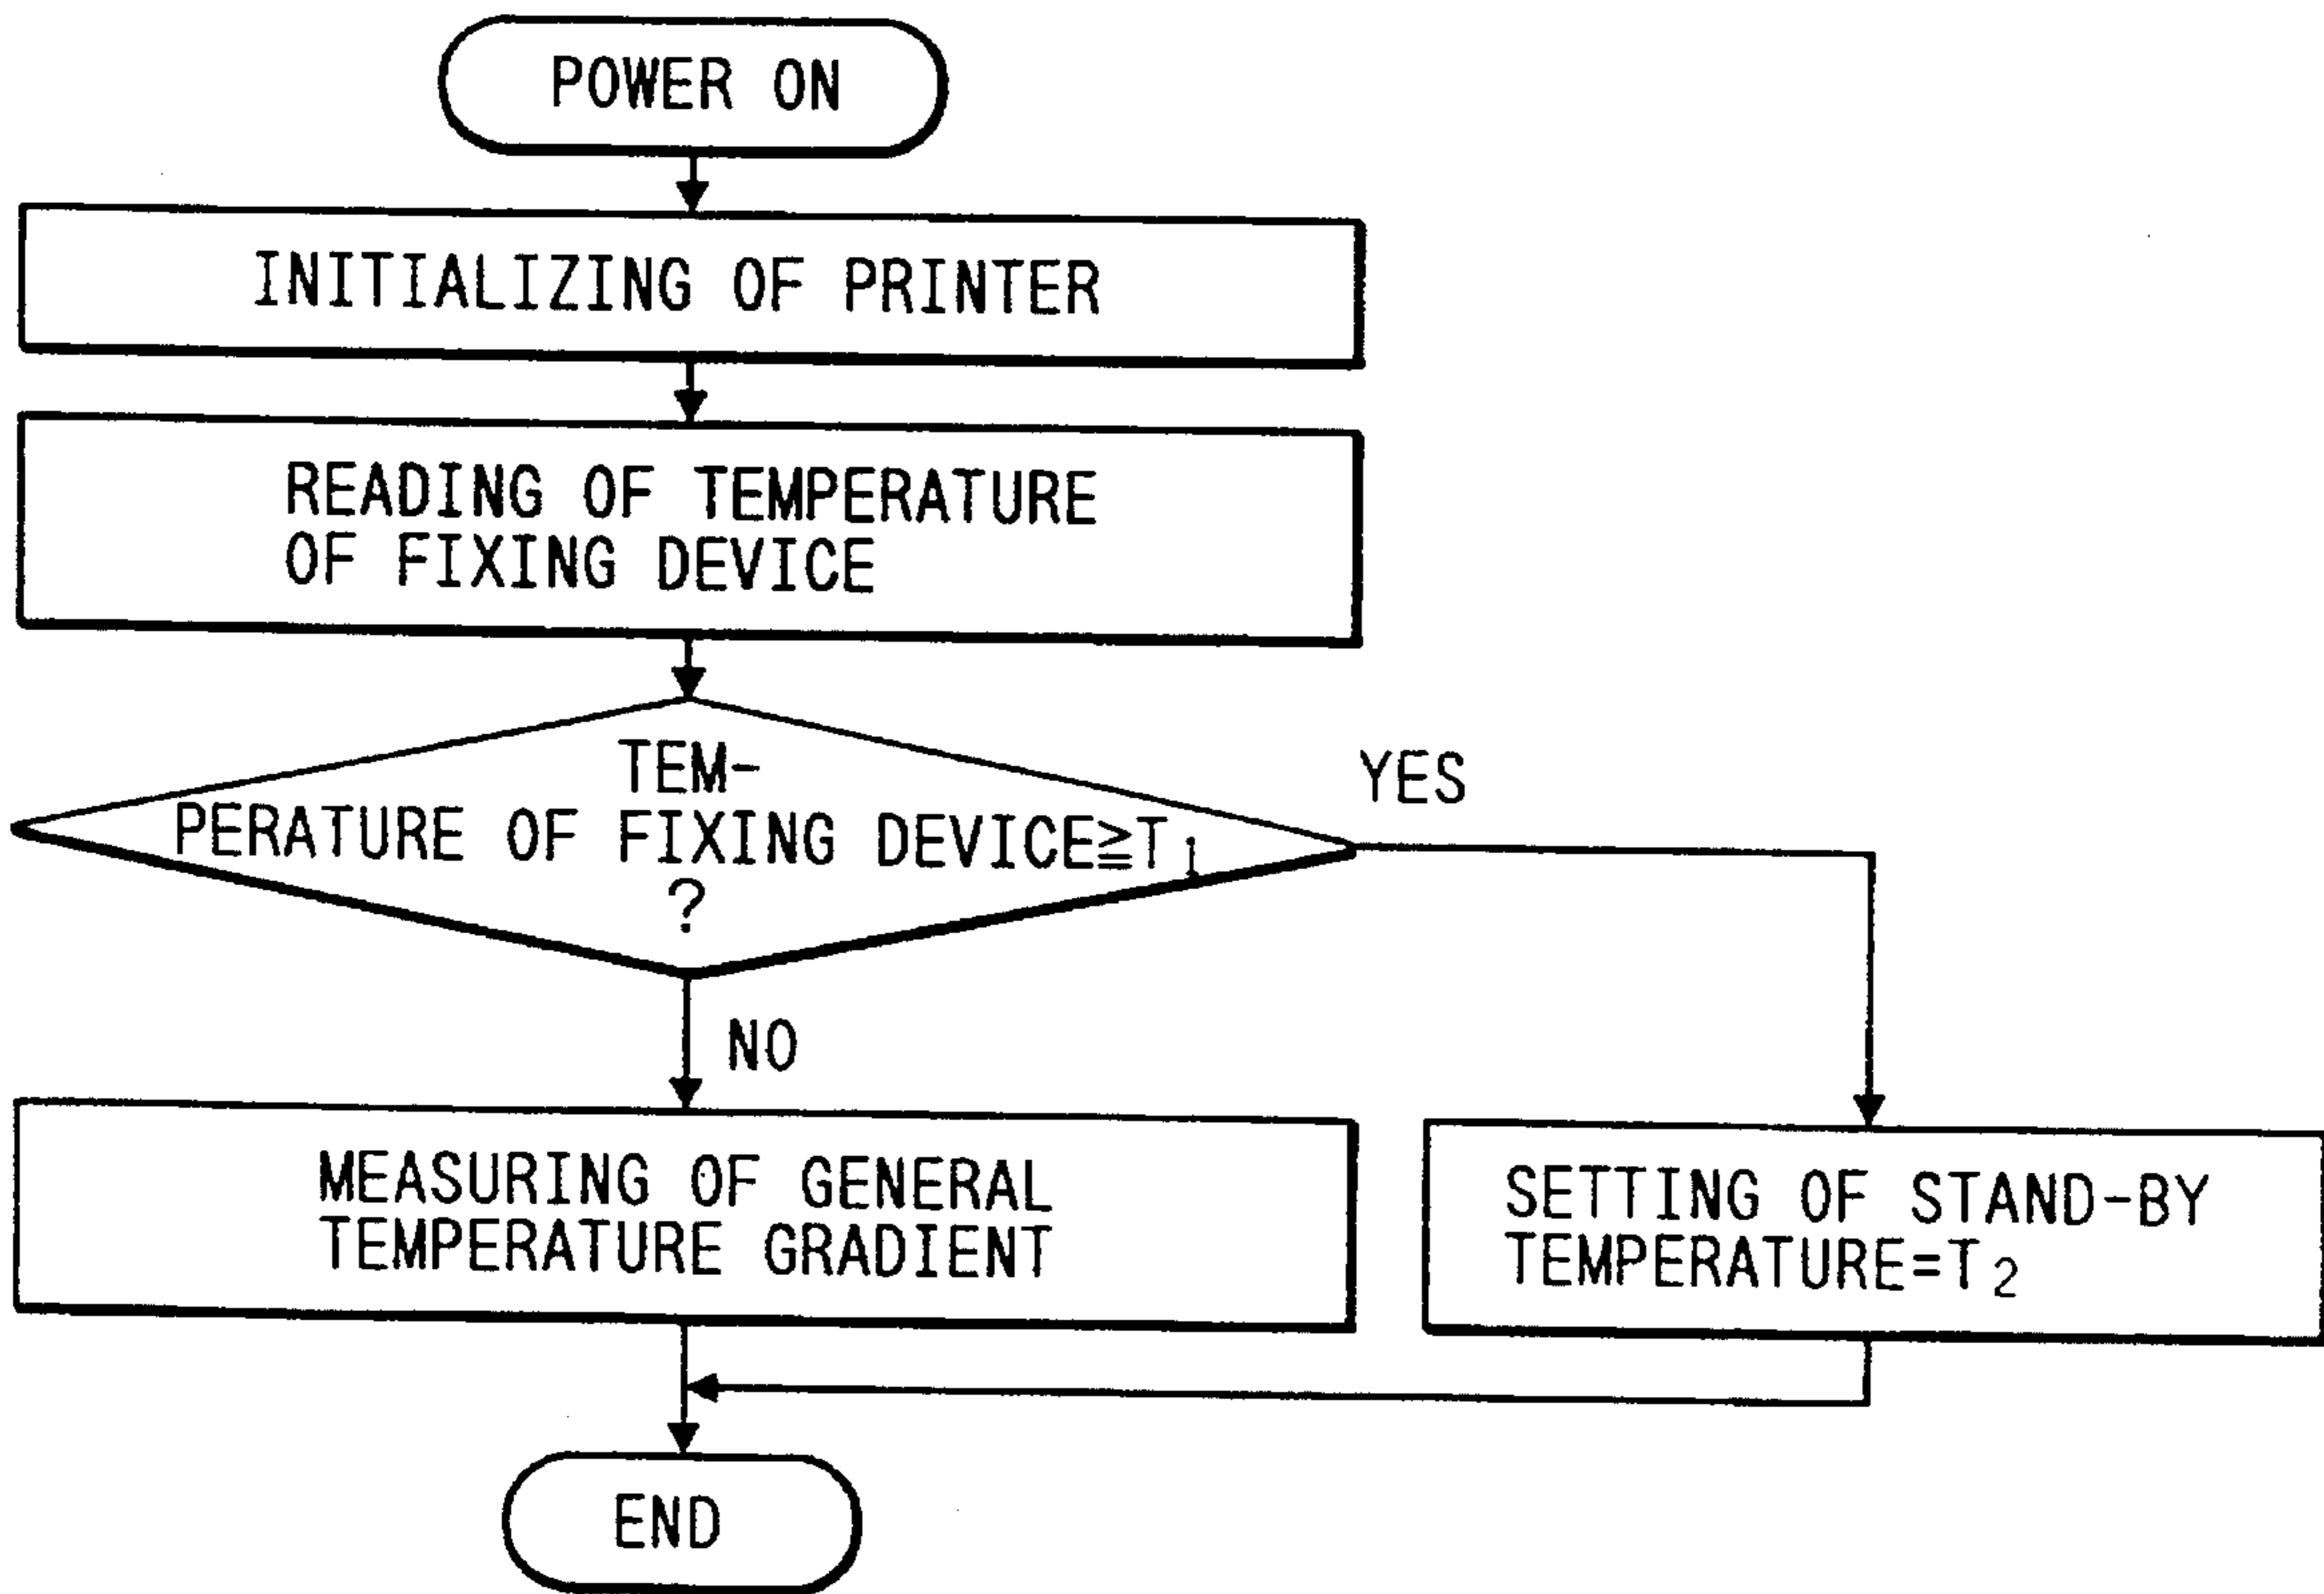 POWER ON
INITIALIZING OF PRINTER
READING OF TEMPERATURE
OF FIXING DEVICE
TEM-
PERATURE OF FIXING DEVICE≧T₁
?
YES
NO
MEASURING OF GENERAL
TEMPERATURE GRADIENT
SETTING OF STAND-BY
TEMPERATURE=T₂
END